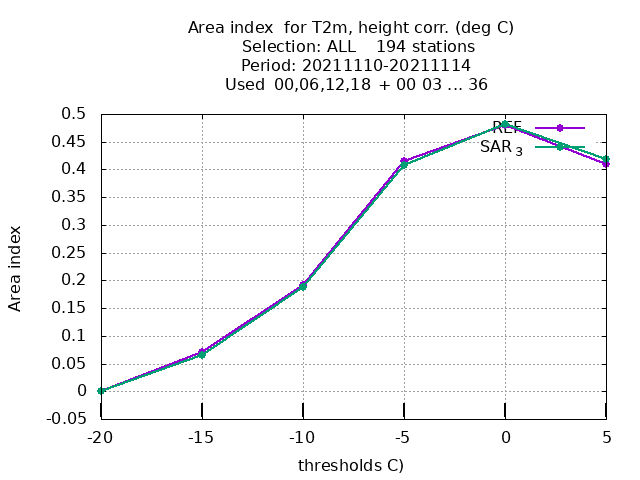 Area index  for T2m, height corr. (deg C)
Selection: ALL    194 stations
Period: 20211110-20211114
Used  00,06,12,18 + 00 03 ... 36
0.5
0.45
0.4
0.35
0.3
0.25
0.2
0.15
0.1
0.05
0
-0.05
Area index
REF
SAR 3
-20 -15 -10 -5 0 5
thresholds C)